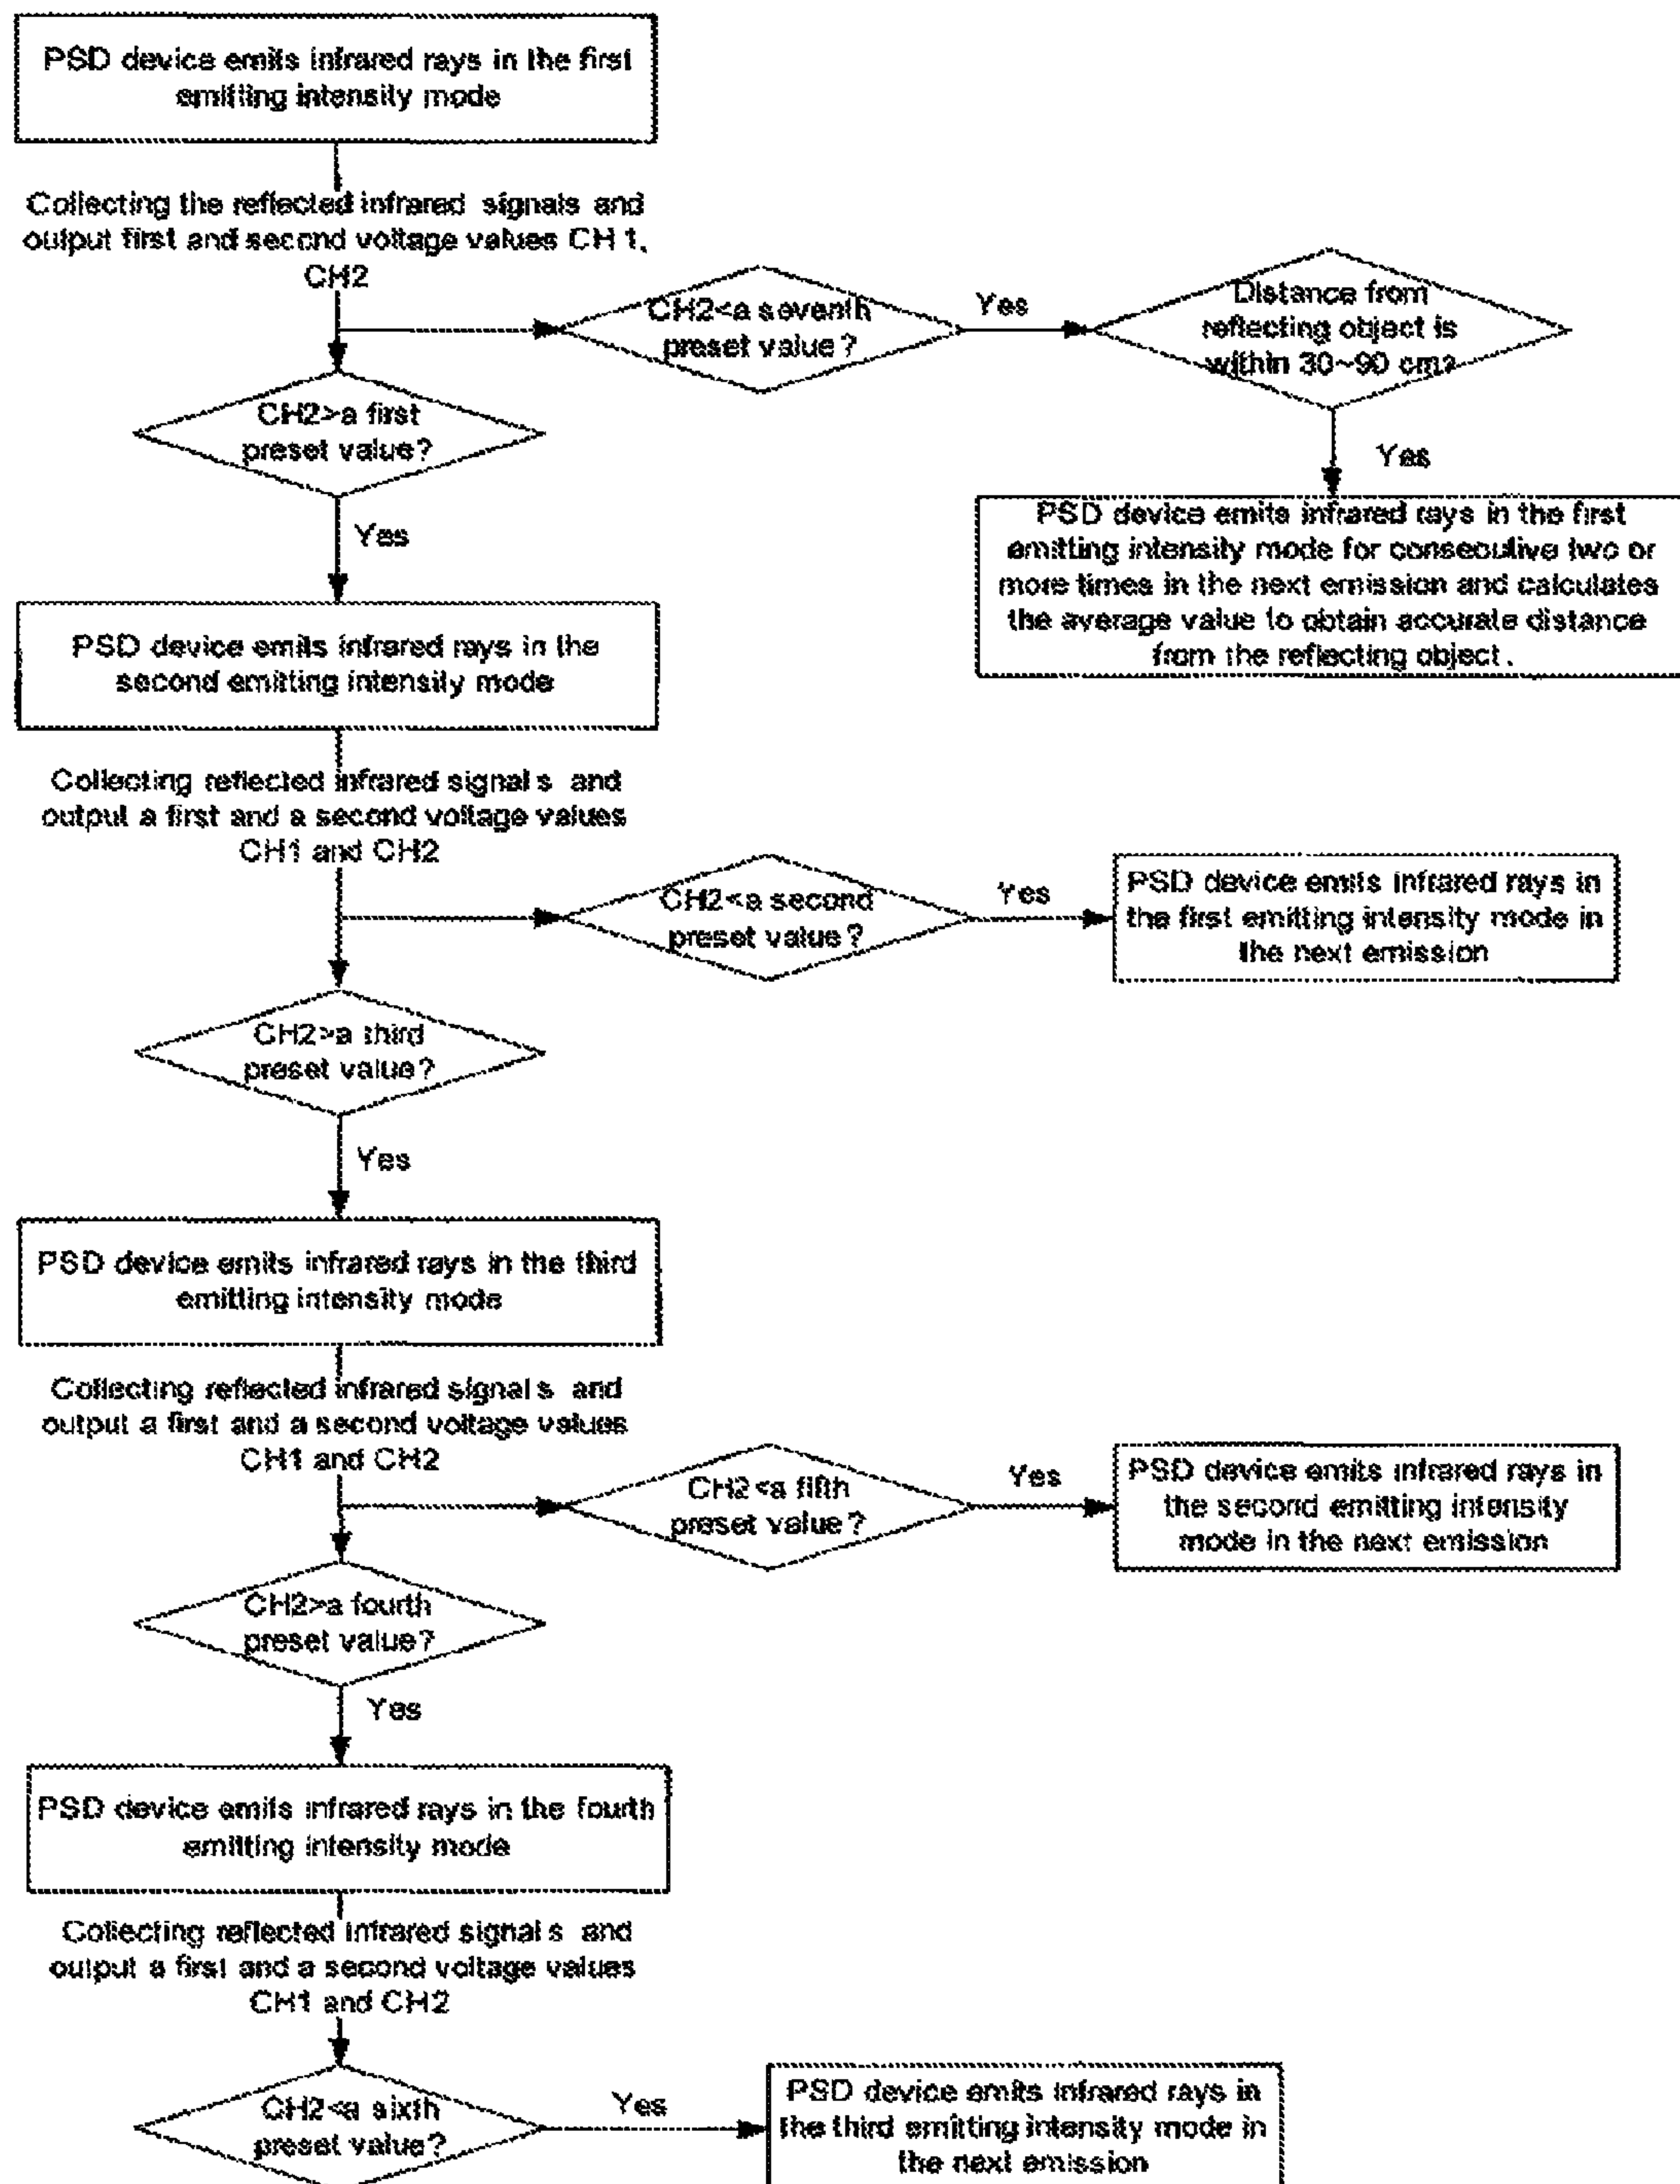 PSD device emits infrared rays in the first
emitting intensity mode
Collecting the reflected infrared signals and
output first and second voltage values CH1,
CH2
CH2<a seventh
preset value?
Yes
Distance from
reflecting object is
within 30~90 cm?
CH2>a first
preset value?
Yes
Yes
PSD device emits infrared rays in the first
emitting intensity mode for consecutive two or
more times in the next emission and calculates
the average value to obtain accurate distance
from the reflecting object.
PSD device emits infrared rays in the
second emitting intensity mode
Collecting reflected infrared signals and
output a first and a second voltage values
CH1 and CH2
CH2<a second
preset value?
Yes
PSD device emits infrared rays in
the first emitting intensity mode in
the next emission
CH2>a third
preset value?
Yes
PSD device emits infrared rays in the third
emitting intensity mode
Collecting reflected infrared signals and
output a first and a second voltage values
CH1 and CH2
CH2<a fifth
preset value?
Yes
PSD device emits infrared rays in
the second emitting intensity
mode in the next emission
CH2>a fourth
preset value?
Yes
PSD device emits infrared rays in the fourth
emitting intensity mode
Collecting reflected infrared signals and
output a first and a second voltage values
CH1 and CH2
CH2<a sixth
preset value?
Yes
PSD device emits infrared rays in
the third emitting intensity mode in
the next emission